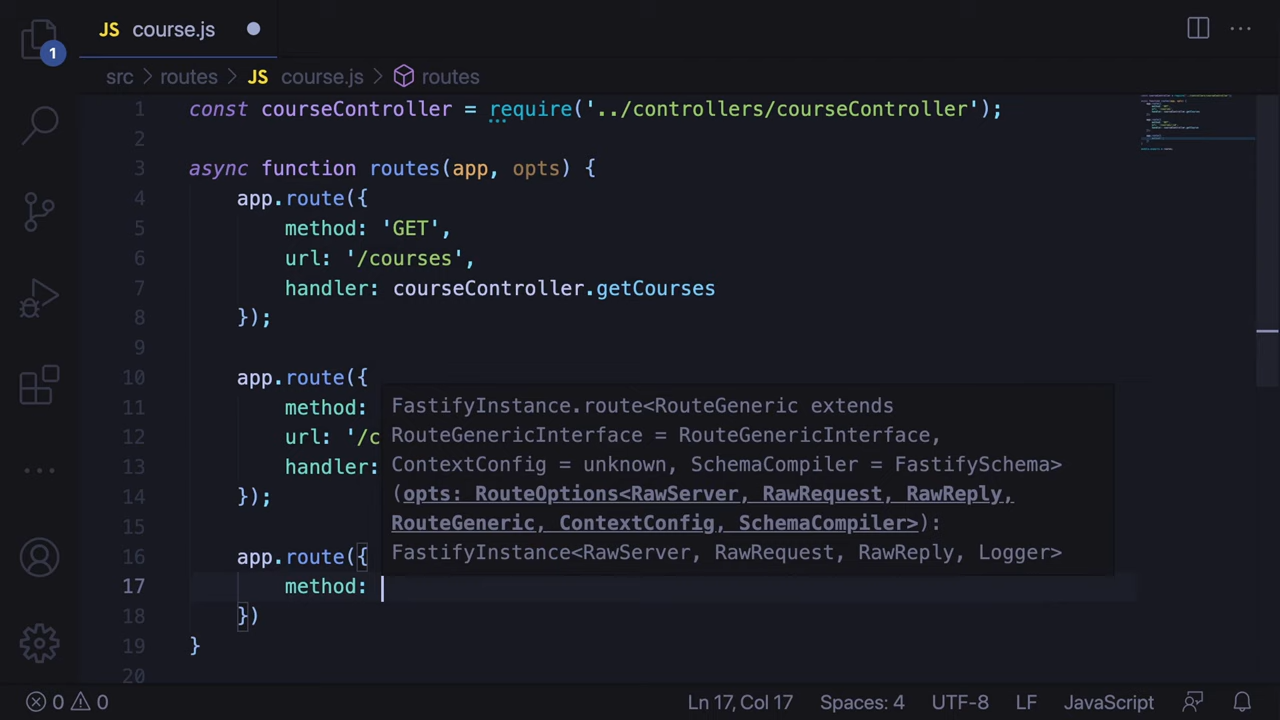 JS course.js
1
src > routes > JS course.js > routes
1 const courseController = require('../controllers/courseController');
2
3 async function routes(app, opts) {
4 app.route({
5 method: 'GET',
6 url: '/courses',
7 handler: courseController.getCourses
8 });
9
10 app.route({
11 method:
12 url: '/c
13 handler:
14 });
15
16 app.route({
17 method:
18 })
19 }
20
FastifyInstance.route<RouteGeneric extends
RouteGenericInterface = RouteGenericInterface,
ContextConfig = unknown, SchemaCompiler = FastifySchema>
(opts: RouteOptions<RawServer, RawRequest, RawReply,
RouteGeneric, ContextConfig, SchemaCompiler>):
FastifyInstance<RawServer, RawRequest, RawReply, Logger>
0 0 Ln 17, Col 17 Spaces: 4 UTF-8 LF JavaScript